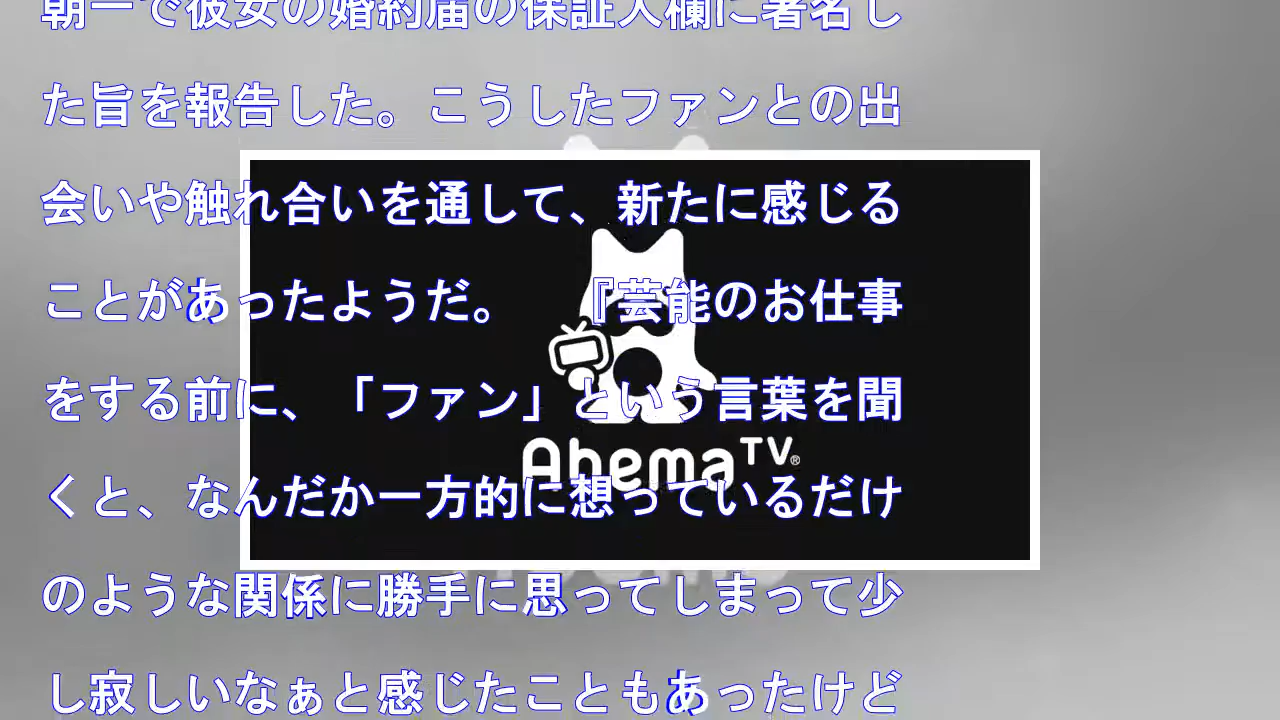 朝一で彼女の婚約届の保証人欄に署名し
た旨を報告した。こうしたファンとの出
会いや触れ合いを通して、新たに感じる
ことがあったようだ。　『芸能のお仕事
をする前に、「ファン」という言葉を聞
AbemaTV®
くと、なんだか一方的に想っているだけ
のような関係に勝手に思ってしまって少
し寂しいなぁと感じたこともあったけど